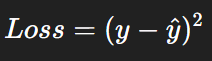 Loss = (y − ŷ)²